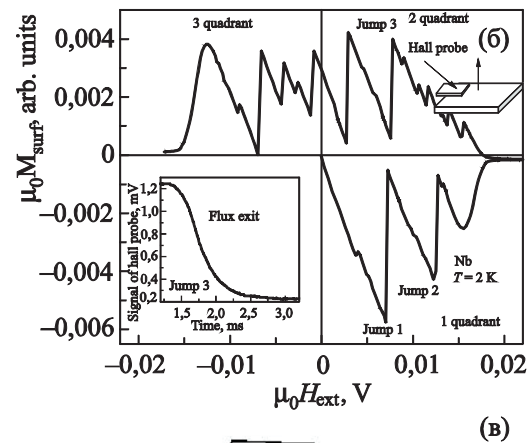 3 quadrant
Jump 3
2 quadrant
Hall probe
(б)
μ₀M_surf, arb. units
0,004
0,002
0
−0,002
−0,004
−0,006
Signal of hall probe, mV
1,2
1,0
0,8
0,6
0,4
0,2
Flux exit
Jump 3
1,5 2,0 2,5 3,0
Time, ms
Nb
T = 2 K
Jump 2
Jump 1
1 quadrant
−0,02 −0,01 0 0,01 0,02
μ₀H_ext, V
(в)